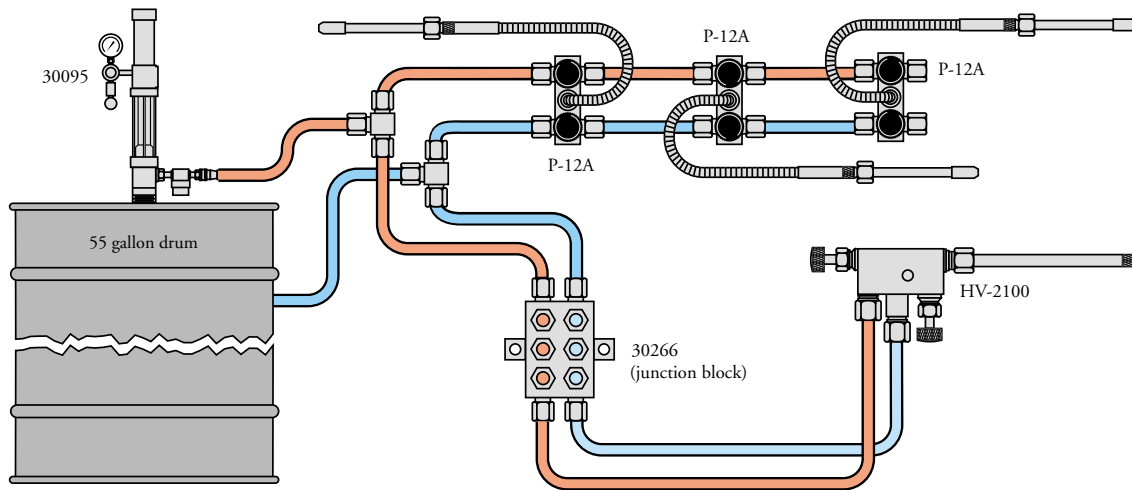 P-12A
30095
P-12A
P-12A
55 gallon drum
HV-2100
30266
(junction block)